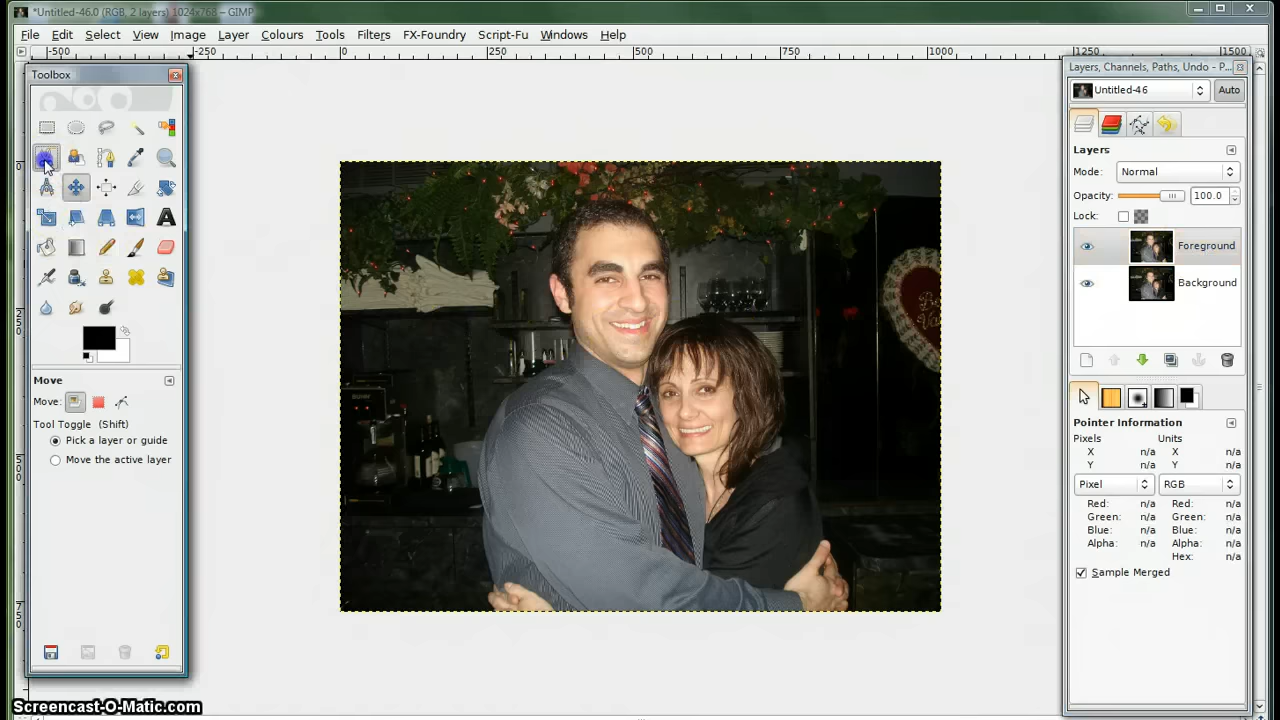 *Untitled-46.0 (RGB, 2 layers) 1024x768 – GIMP
File Edit Select View Image Layer Colours Tools Filters FX-Foundry Script-Fu Windows Help
-500 -250 0 250 500 750 1000 1250 1500
Toolbox
Move
Move:
Tool Toggle (Shift)
Pick a layer or guide
Move the active layer
0
250
500
750
Layers, Channels, Paths, Undo - P...
Untitled-46
Auto
Layers
Mode: Normal
Opacity: 100.0
Lock:
Foreground
Background
Pointer Information
Pixels Units
X n/a X n/a
Y n/a Y n/a
Pixel RGB
Red: n/a Red: n/a
Green: n/a Green: n/a
Blue: n/a Blue: n/a
Alpha: n/a Alpha: n/a
Hex: n/a
Sample Merged
Screencast-O-Matic.com